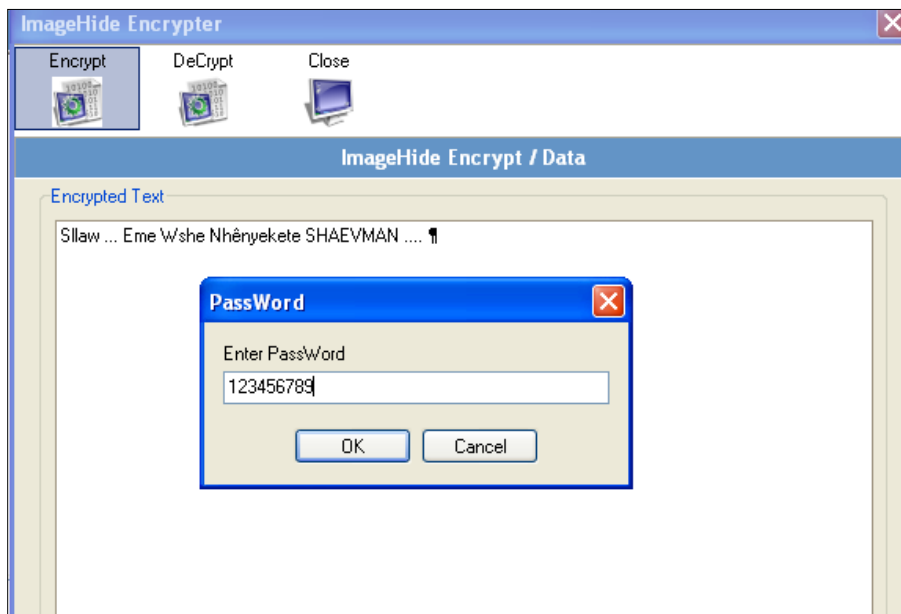 ImageHide Encrypter
Encrypt DeCrypt Close
ImageHide Encrypt / Data
Encrypted Text
Sllaw ... Eme Wshe Nhênyekete SHAEVMAN .... ¶
PassWord
Enter PassWord
123456789
OK Cancel